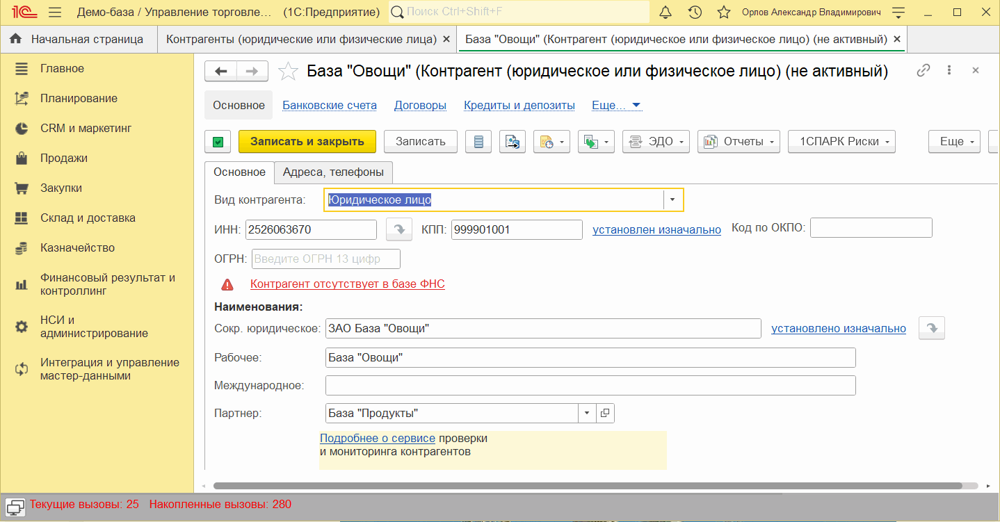 1С Демо-база / Управление торговле... (1С:Предприятие) Поиск Ctrl+Shift+F Орлов Александр Владимирович
Начальная страница Контрагенты (юридические или физические лица) База "Овощи" (Контрагент (юридическое или физическое лицо) (не активный)
Главное
Планирование
CRM и маркетинг
Продажи
Закупки
Склад и доставка
Казначейство
Финансовый результат и
контроллинг
НСИ и
администрирование
Интеграция и управление
мастер-данными
База "Овощи" (Контрагент (юридическое или физическое лицо) (не активный)
Основное Банковские счета Договоры Кредиты и депозиты Еще...
Записать и закрыть Записать ЭДО Отчеты 1СПАРК Риски Еще
Основное Адреса, телефоны
Вид контрагента: Юридическое лицо
ИНН: 2526063670 КПП: 999901001 установлен изначально Код по ОКПО:
ОГРН: Введите ОГРН 13 цифр
Контрагент отсутствует в базе ФНС
Наименования:
Сокр. юридическое: ЗАО База "Овощи" установлено изначально
Рабочее: База "Овощи"
Международное:
Партнер: База "Продукты"
Подробнее о сервисе проверки
и мониторинга контрагентов
Текущие вызовы: 25 Накопленные вызовы: 280